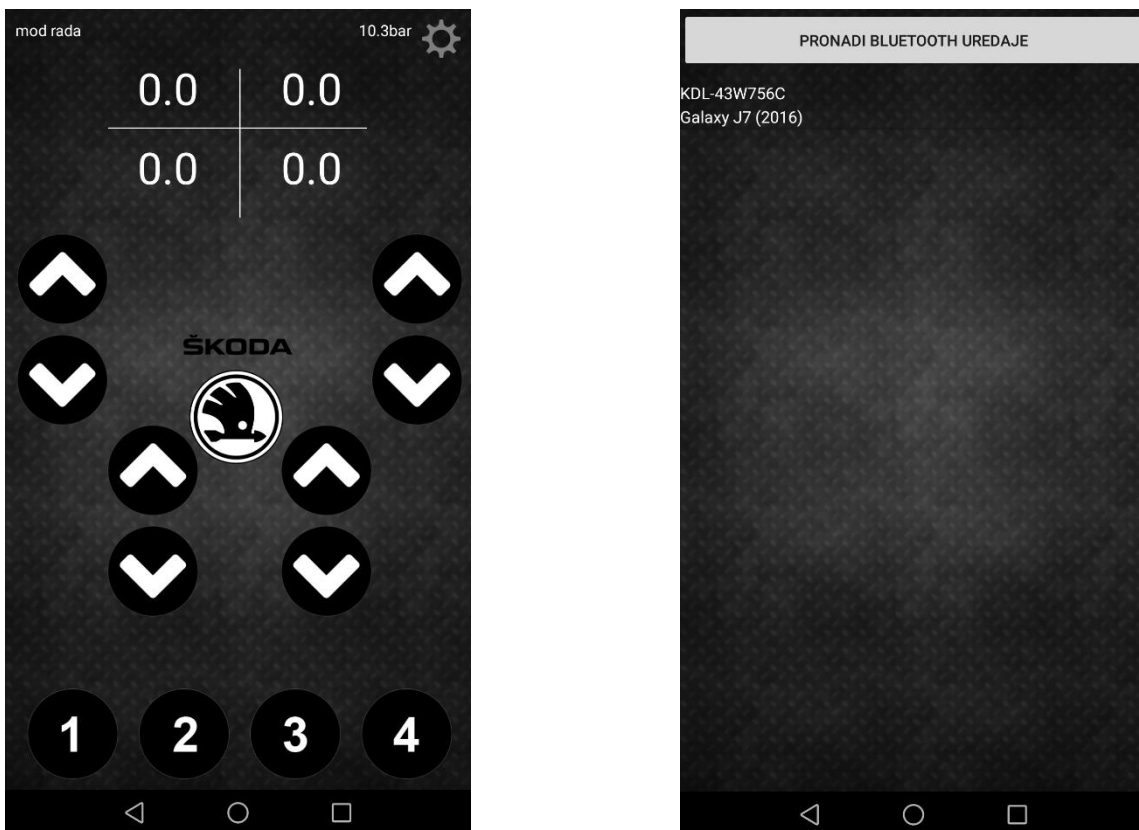 mod rada 10.3bar
0.0 0.0
0.0 0.0
ŠKODA
1 2 3 4
PRONADI BLUETOOTH UREDAJE
KDL-43W756C
Galaxy J7 (2016)